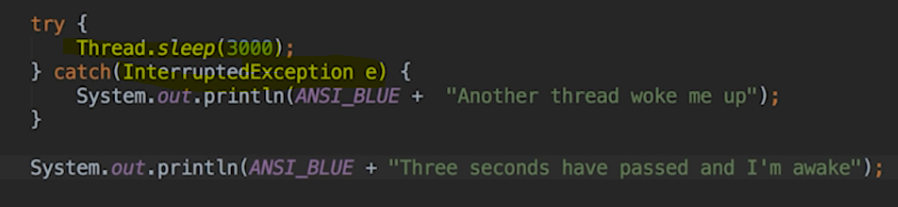 try {
    Thread.sleep(3000);
} catch(InterruptedException e) {
    System.out.println(ANSI_BLUE +  "Another thread woke me up");
}
System.out.println(ANSI_BLUE + "Three seconds have passed and I'm awake");